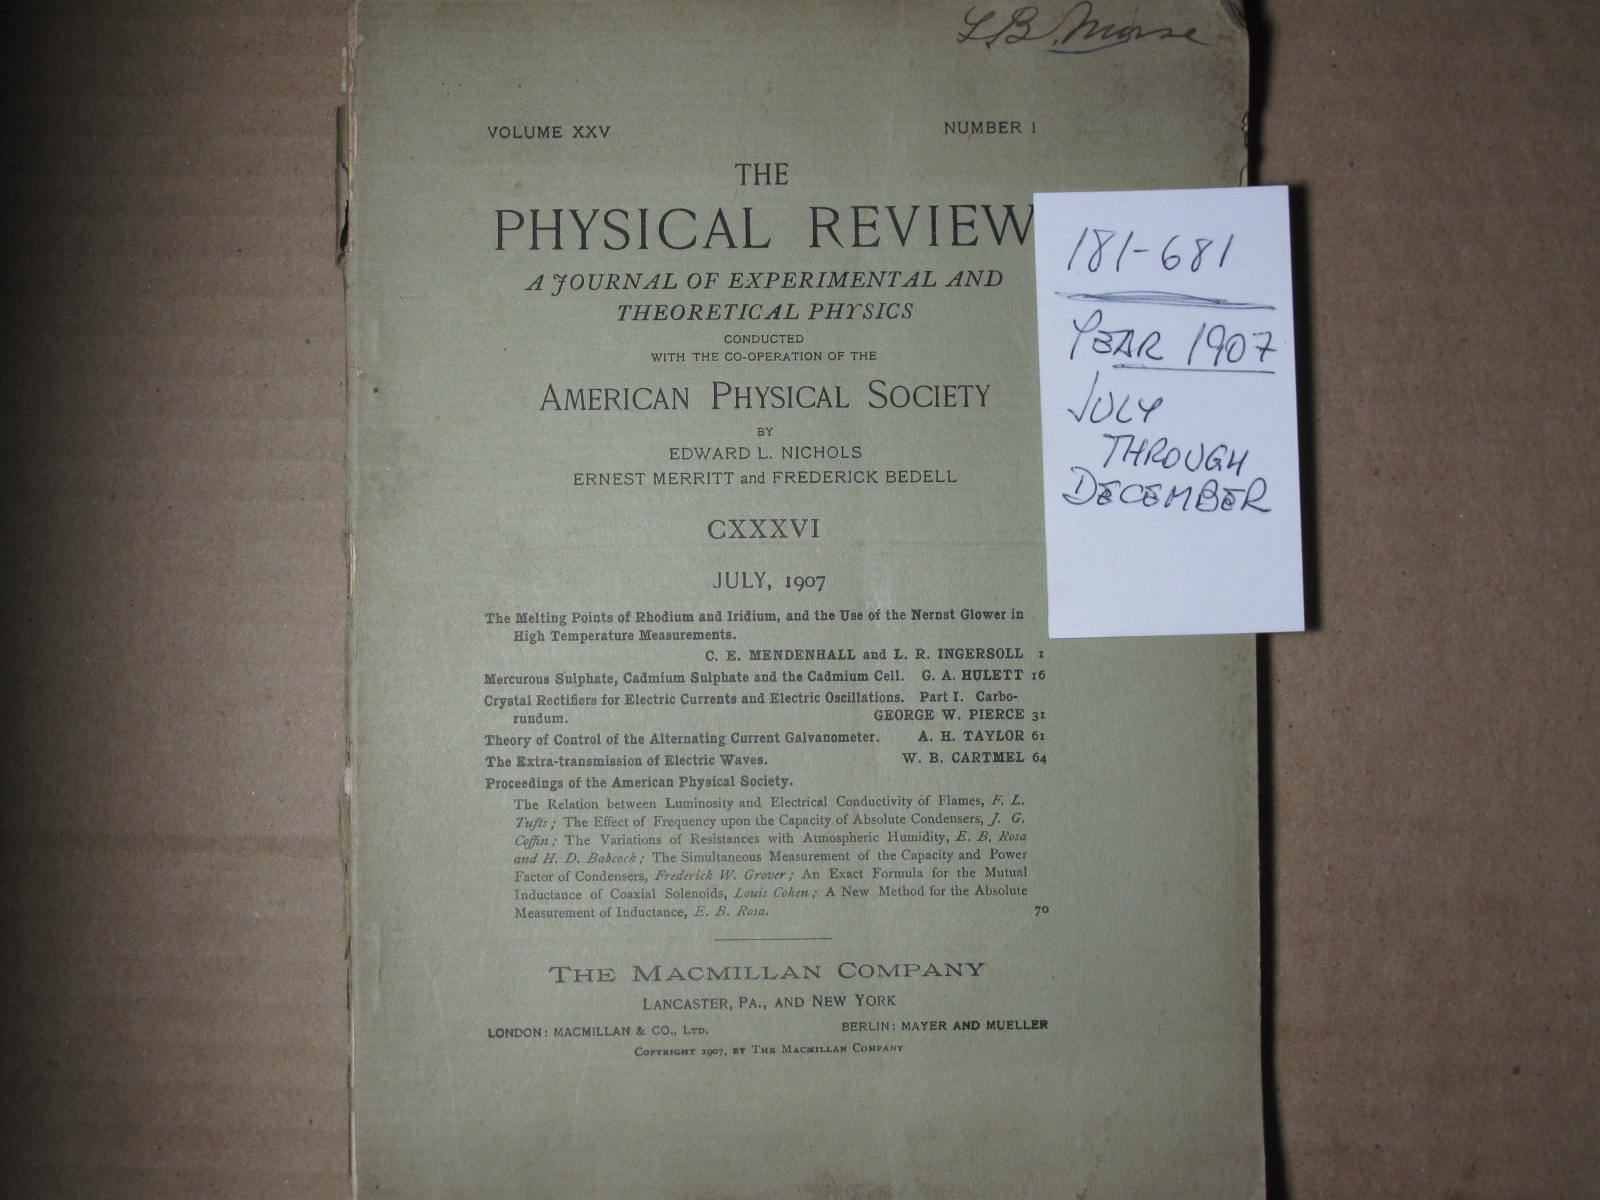 L. B. Morse
VOLUME XXV NUMBER 1
THE
PHYSICAL REVIEW
A JOURNAL OF EXPERIMENTAL AND
THEORETICAL PHYSICS
CONDUCTED
WITH THE CO-OPERATION OF THE
AMERICAN PHYSICAL SOCIETY
BY
EDWARD L. NICHOLS
ERNEST MERRITT and FREDERICK BEDELL
CXXXVI
JULY, 1907
The Melting Points of Rhodium and Iridium, and the Use of the Nernst Glower in
High Temperature Measurements.
C. E. MENDENHALL and L. R. INGERSOLL 1
Mercurous Sulphate, Cadmium Sulphate and the Cadmium Cell. G. A. HULETT 16
Crystal Rectifiers for Electric Currents and Electric Oscillations. Part I. Carbo-
rundum. GEORGE W. PIERCE 31
Theory of Control of the Alternating Current Galvanometer. A. H. TAYLOR 61
The Extra-transmission of Electric Waves. W. B. CARTMEL 64
Proceedings of the American Physical Society.
The Relation between Luminosity and Electrical Conductivity of Flames, F. L.
Tufts; The Effect of Frequency upon the Capacity of Absolute Condensers, J. G.
Coffin; The Variations of Resistances with Atmospheric Humidity, E. B. Rosa
and H. D. Babcock; The Simultaneous Measurement of the Capacity and Power
Factor of Condensers, Frederick W. Grover; An Exact Formula for the Mutual
Inductance of Coaxial Solenoids, Louis Cohen; A New Method for the Absolute
Measurement of Inductance, E. B. Rosa. 70
THE MACMILLAN COMPANY
LANCASTER, PA., AND NEW YORK
LONDON: MACMILLAN & CO., LTD. BERLIN: MAYER AND MUELLER
COPYRIGHT 1907, BY THE MACMILLAN COMPANY
181-681
YEAR 1907
JULY
THROUGH
DECEMBER